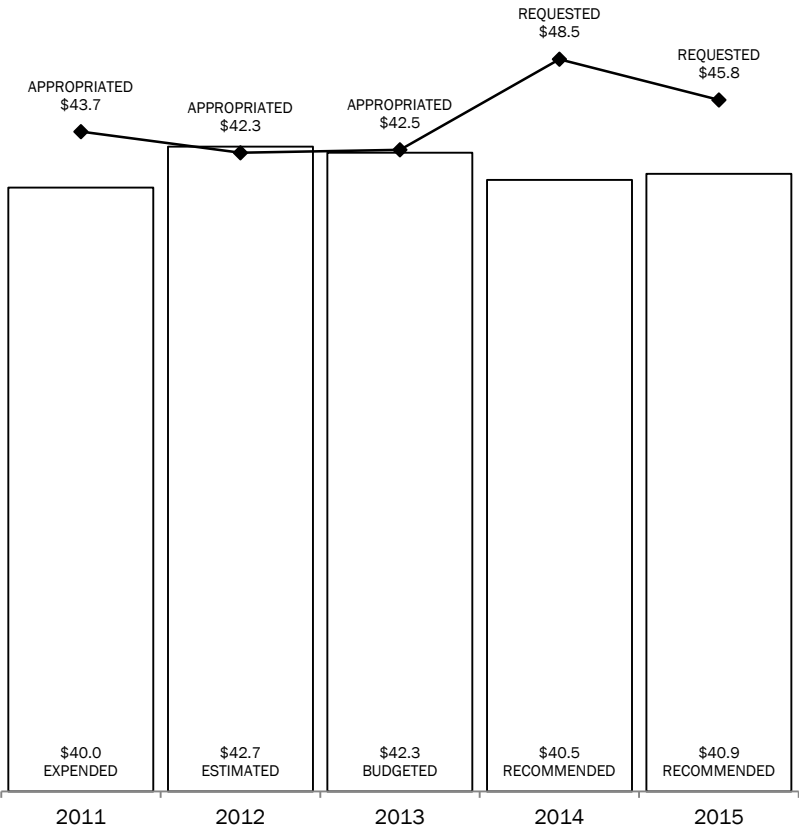 REQUESTED
$48.5
REQUESTED
$45.8
APPROPRIATED
$43.7
APPROPRIATED
$42.3
APPROPRIATED
$42.5
$40.0
EXPENDED
$42.7
ESTIMATED
$42.3
BUDGETED
$40.5
RECOMMENDED
$40.9
RECOMMENDED
2011
2012
2013
2014
2015